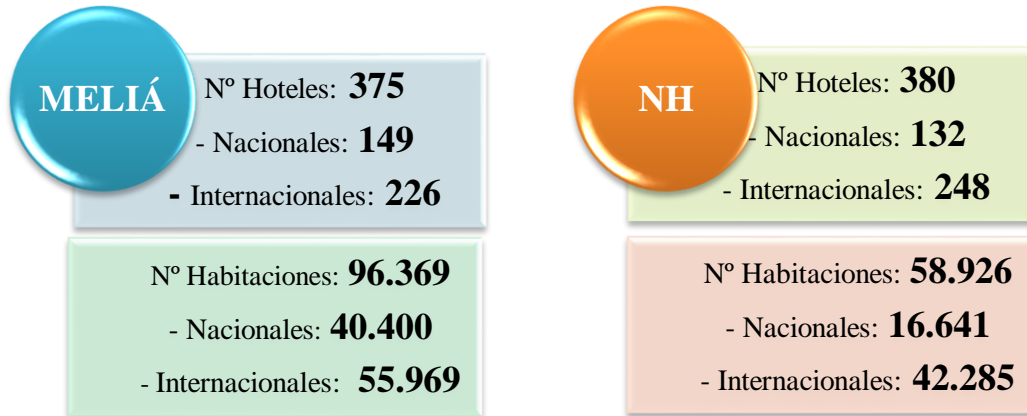 MELIÁ
Nº Hoteles: 375
- Nacionales: 149
- Internacionales: 226
Nº Habitaciones: 96.369
- Nacionales: 40.400
- Internacionales: 55.969
NH
Nº Hoteles: 380
- Nacionales: 132
- Internacionales: 248
Nº Habitaciones: 58.926
- Nacionales: 16.641
- Internacionales: 42.285